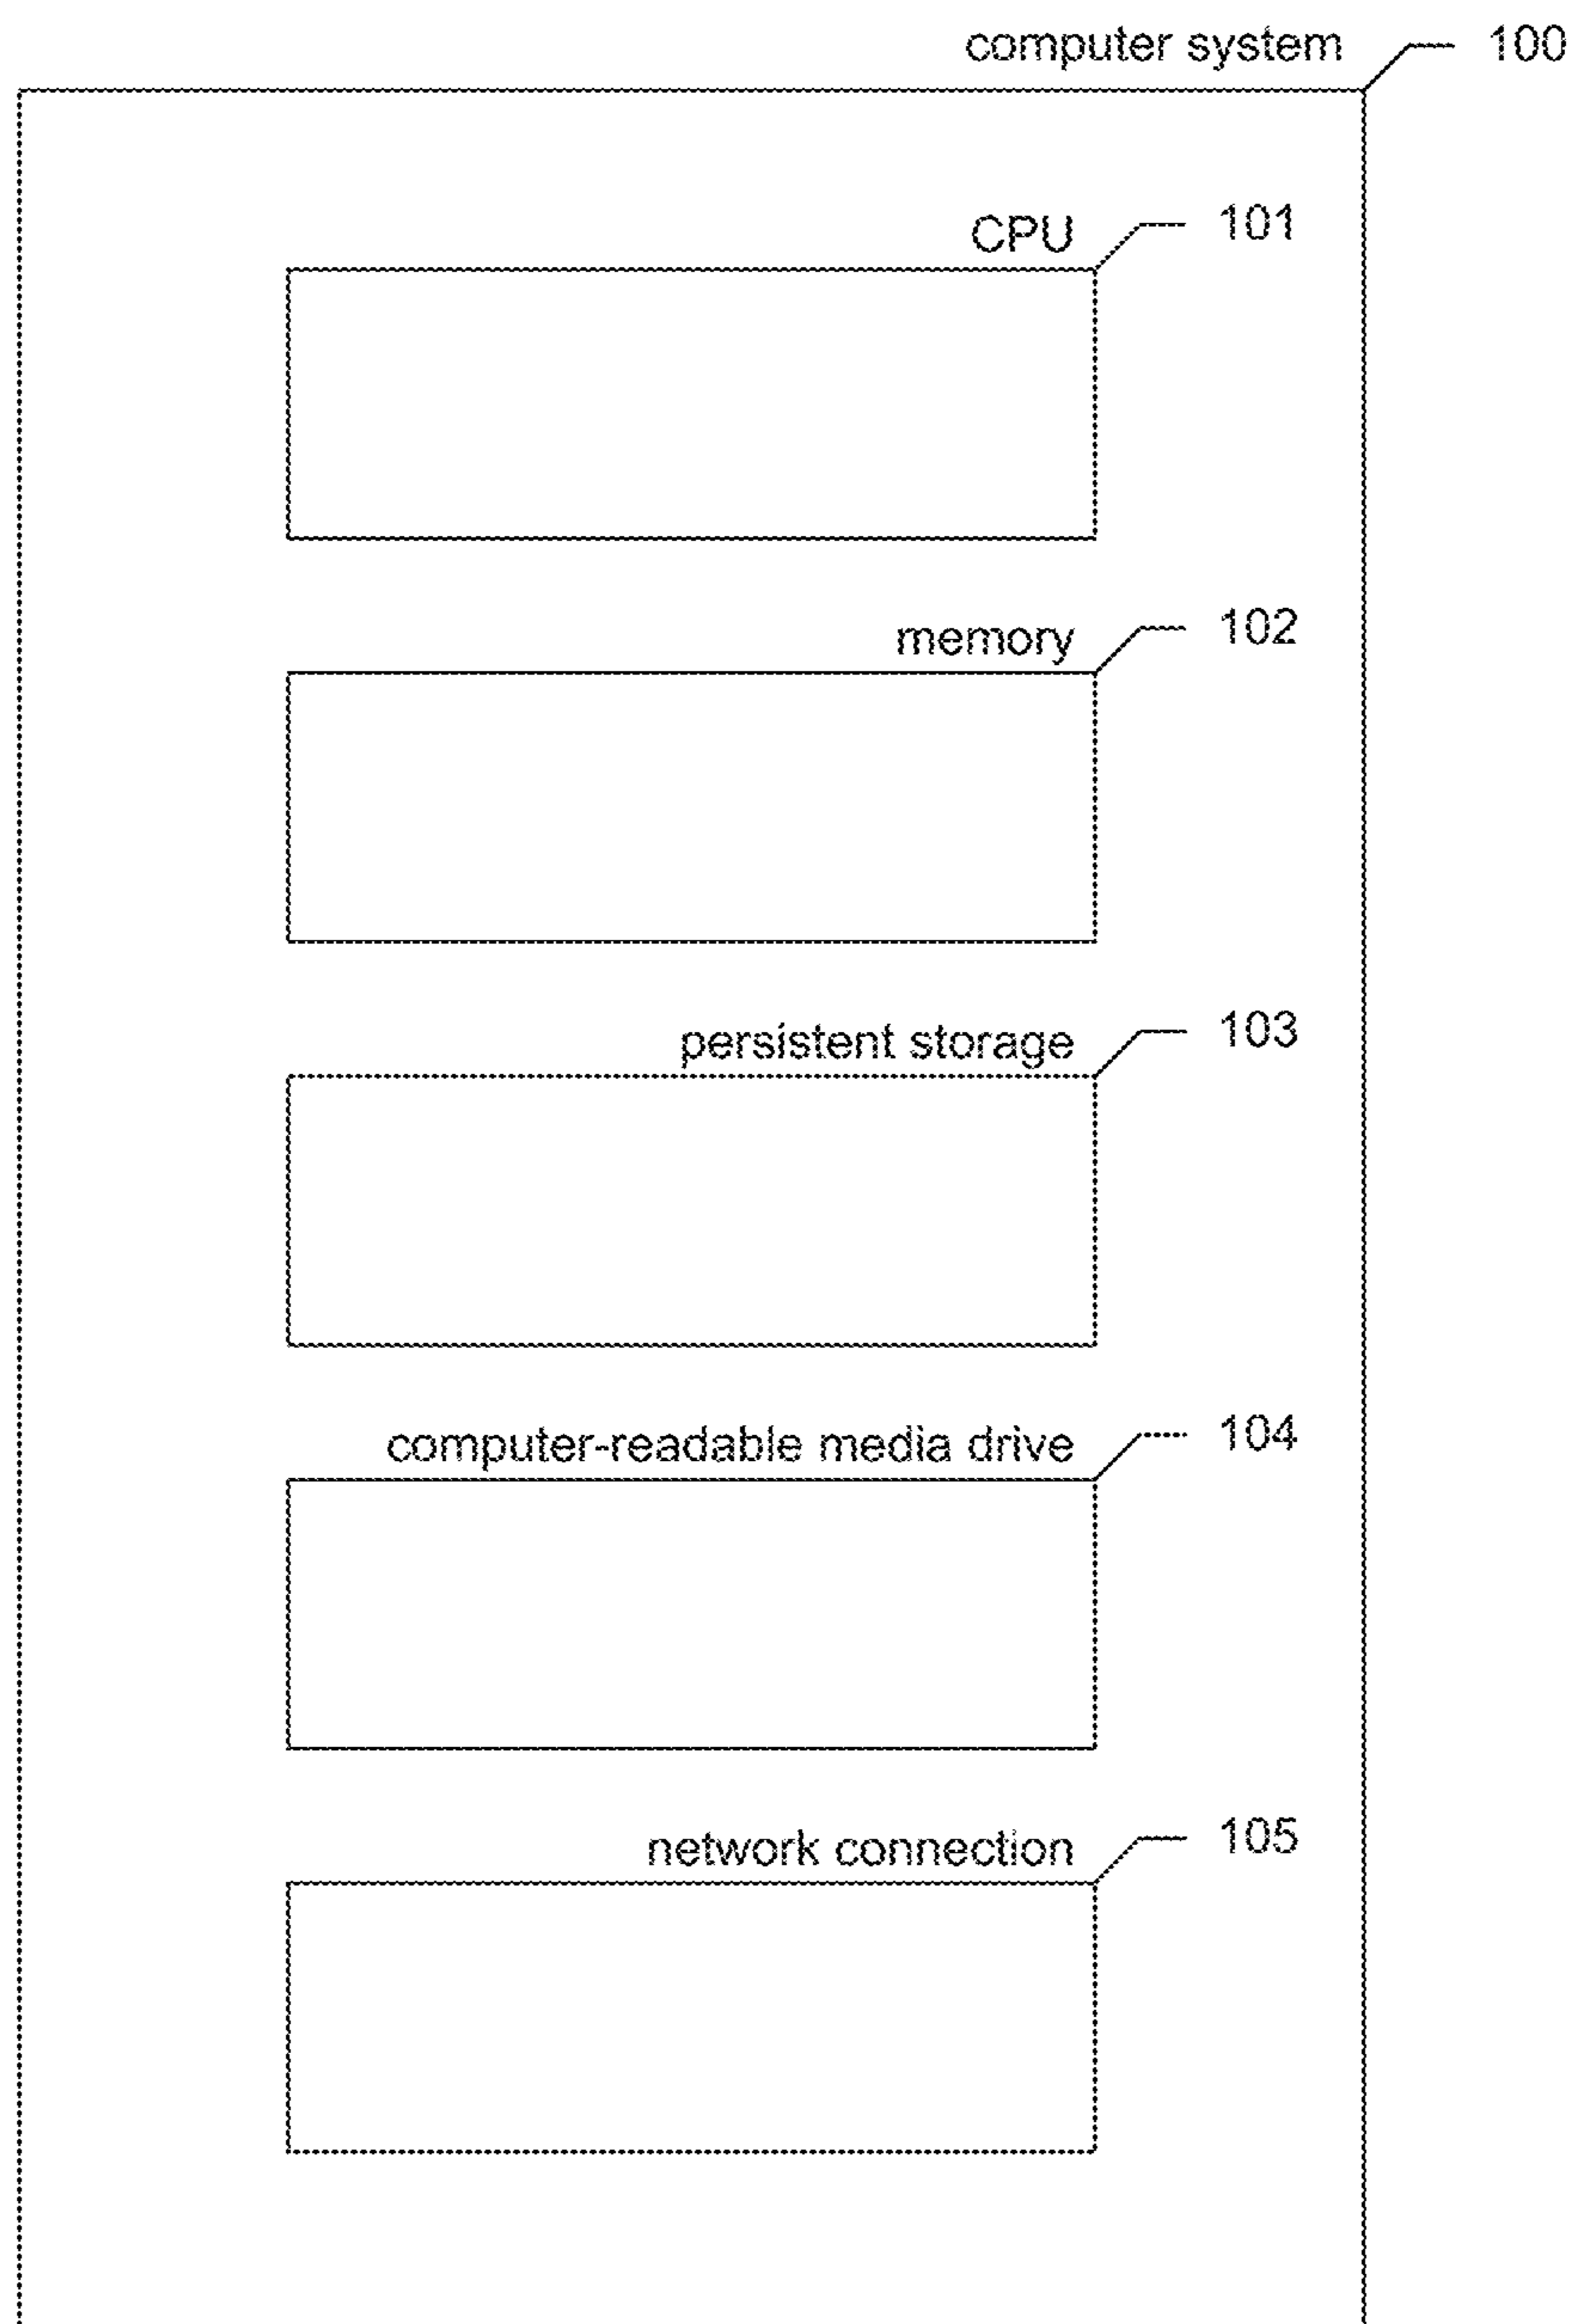 computer system 100
CPU 101
memory 102
persistent storage 103
computer-readable media drive 104
network connection 105